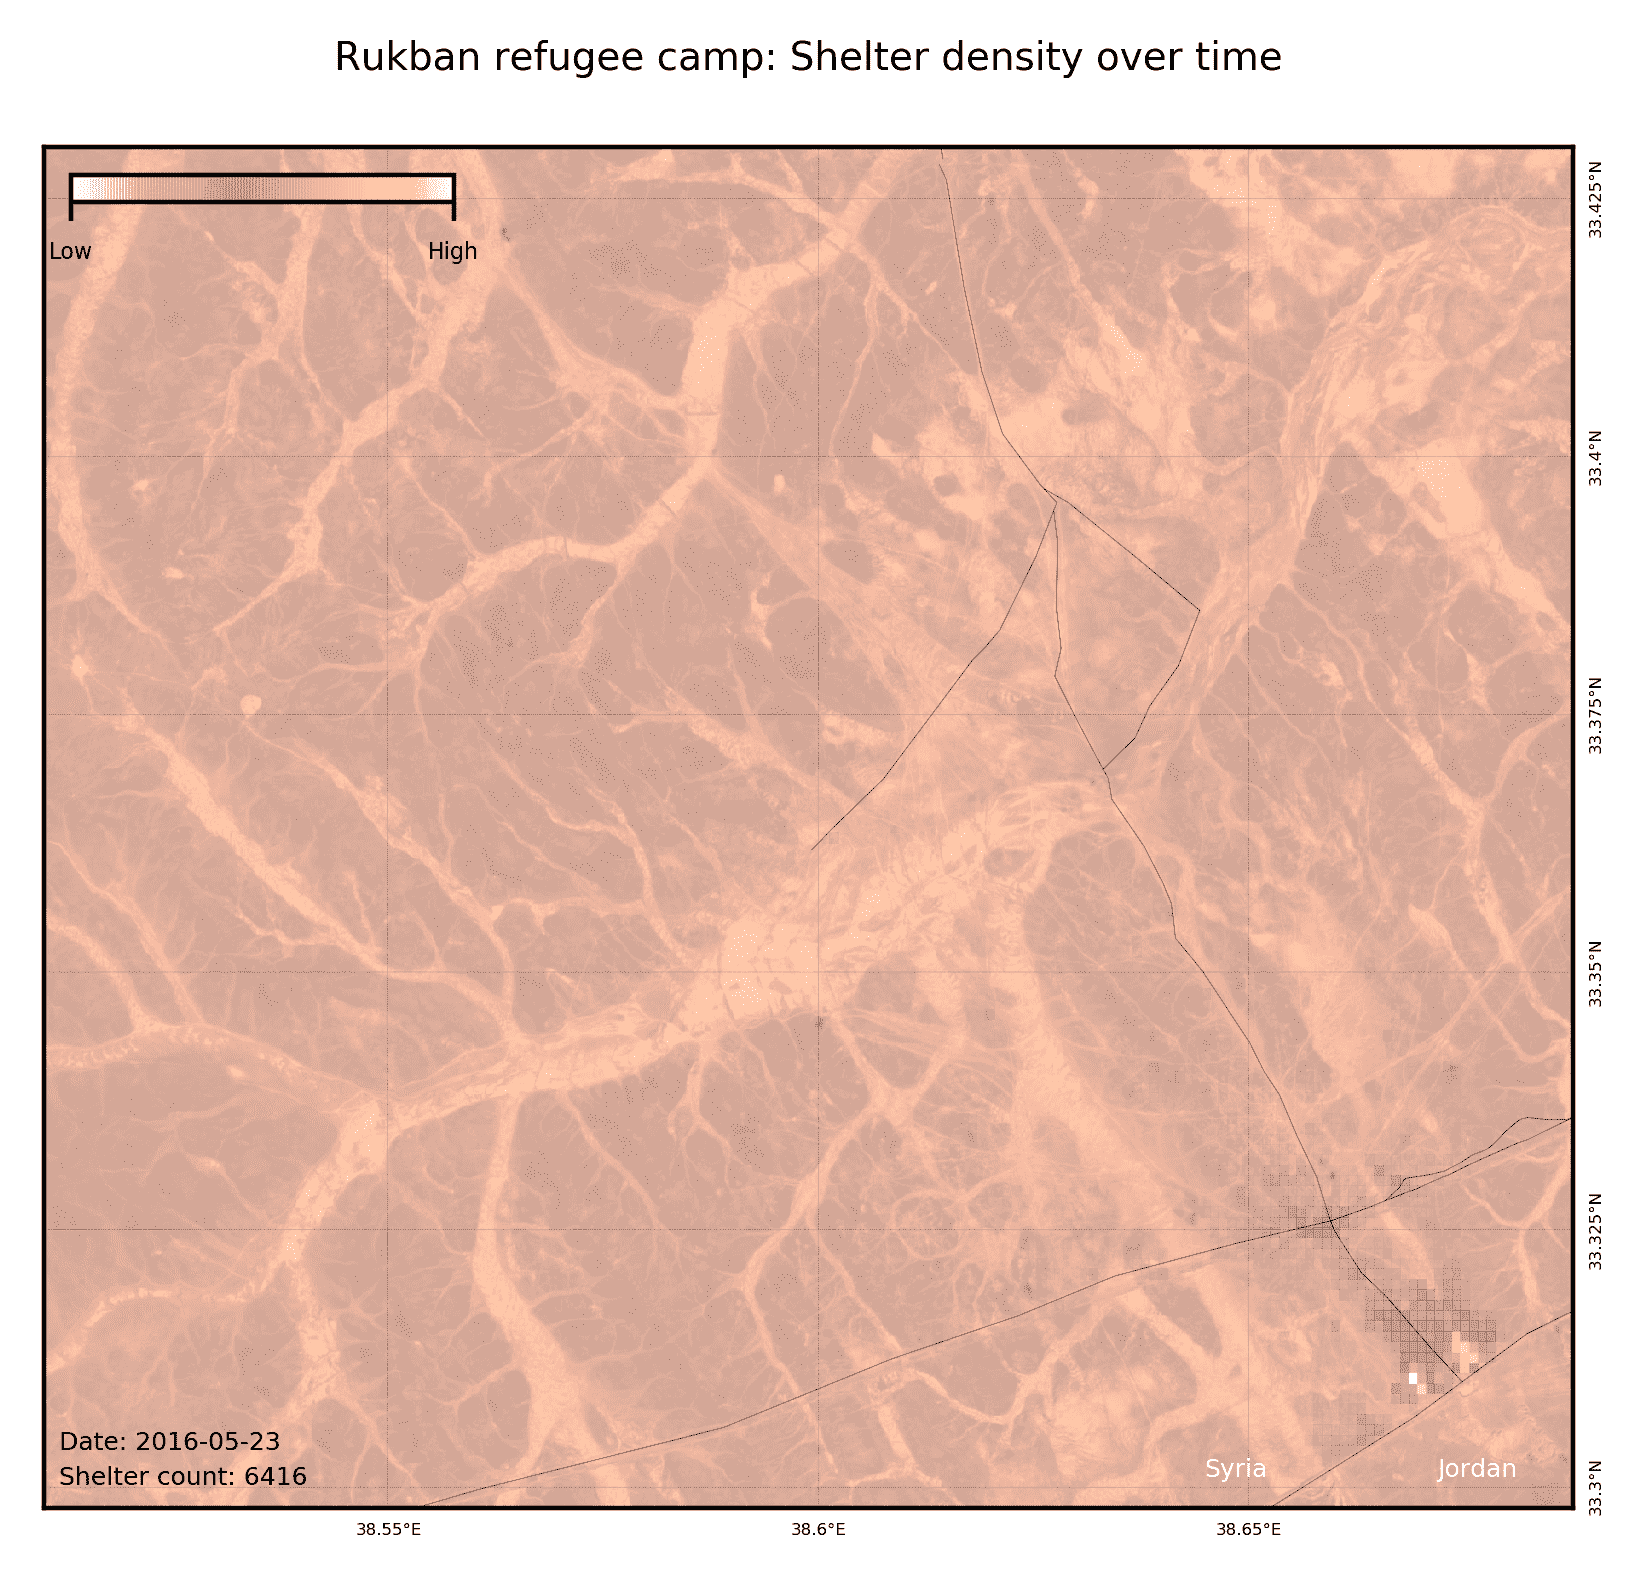 Rukban refugee camp: Shelter density over time
Low
High
33.425°N
33.4°N
33.375°N
33.35°N
33.325°N
33.3°N
Date: 2016-05-23
Shelter count: 6416
Syria
Jordan
38.55°E
38.6°E
38.65°E